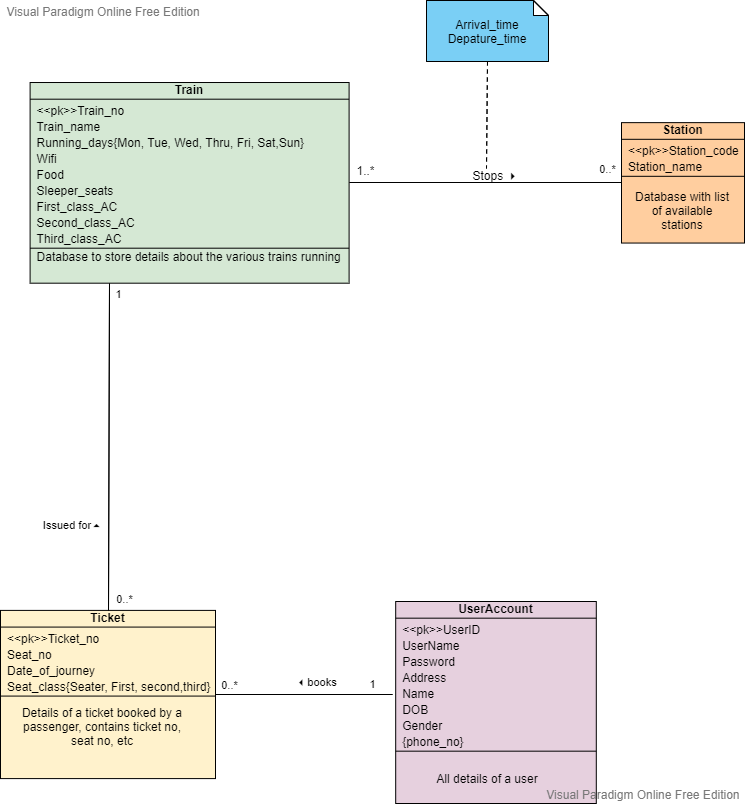 Visual Paradigm Online Free Edition
Arrival_time
Depature_time
Train
<<pk>>Train_no
Train_name
Running_days{Mon, Tue, Wed, Thru, Fri, Sat,Sun}
Wifi
Food
Sleeper_seats
First_class_AC
Second_class_AC
Third_class_AC
Database to store details about the various trains running
1..*
Stops
0..*
Station
<<pk>>Station_code
Station_name
Database with list
of available
stations
1
Issued for
0..*
Ticket
<<pk>>Ticket_no
Seat_no
Date_of_journey
Seat_class{Seater, First, second,third}
Details of a ticket booked by a
passenger, contains ticket no,
seat no, etc
0..*
books
1
UserAccount
<<pk>>UserID
UserName
Password
Address
Name
DOB
Gender
{phone_no}
All details of a user
Visual Paradigm Online Free Edition